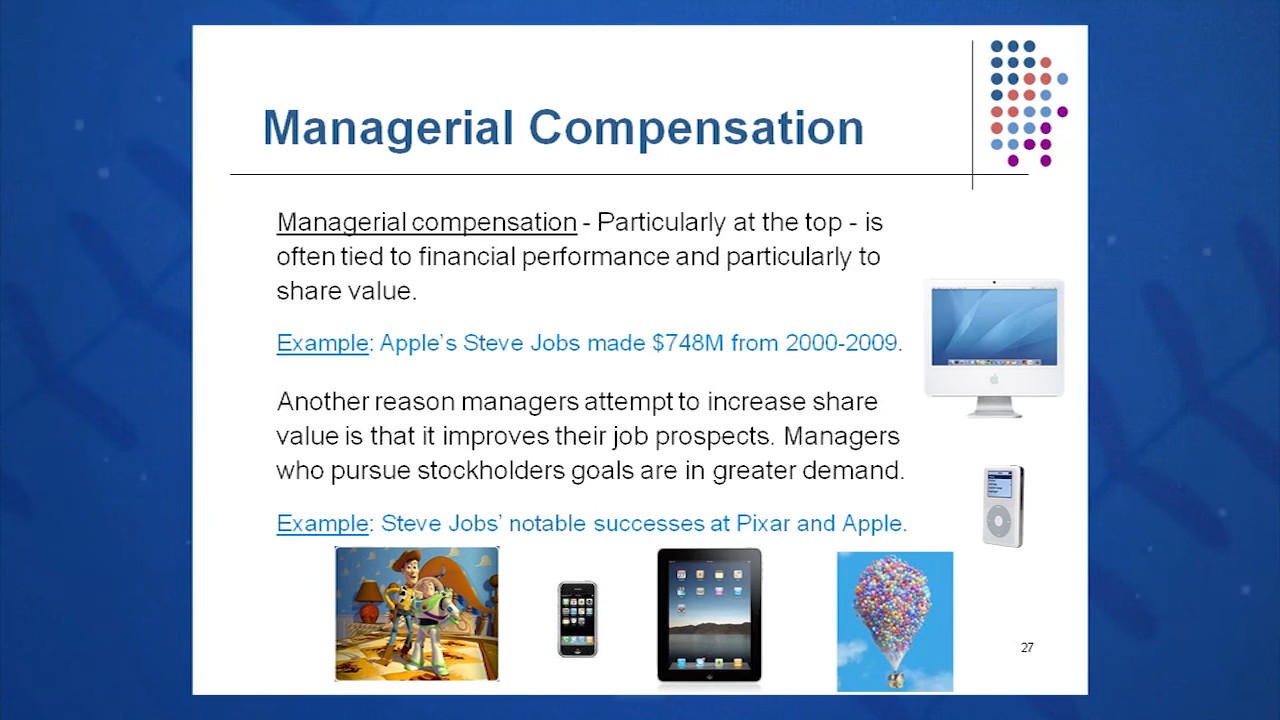 Managerial Compensation
Managerial compensation - Particularly at the top - is
often tied to financial performance and particularly to
share value.
Example: Apple's Steve Jobs made $748M from 2000-2009.
Another reason managers attempt to increase share
value is that it improves their job prospects. Managers
who pursue stockholders goals are in greater demand.
Example: Steve Jobs' notable successes at Pixar and Apple.
27